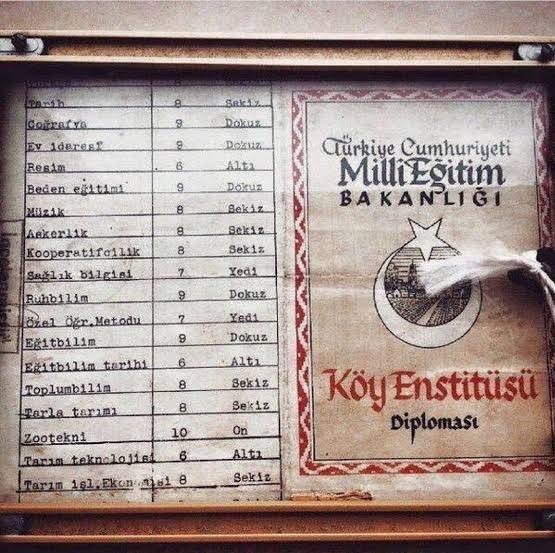 Tarih 8 Sekiz
Coğrafya 9 Dokuz
Ev idaresi 9 Dokuz
Resim 6 Altı
Beden eğitimi 9 Dokuz
Müzik 8 Sekiz
Askerlik 8 Sekiz
Kooperatifcilik 8 Sekiz
Sağlık bilgisi 7 Yedi
Ruhbilim 9 Dokuz
Özel Öğr.Metodu 7 Yedi
Eğitbilim 9 Dokuz
Eğitbilim tarihi 6 Altı
Toplumbilim 8 Sekiz
Tarla tarımı 8 Sekiz
Zootekni 10 On
Tarım teknolojisi 6 Altı
Tarım işl.Ekonomisi 8 Sekiz
Türkiye Cumhuriyeti
Millî Eğitim
BAKANLIĞI
Köy Enstitüsü
Diploması